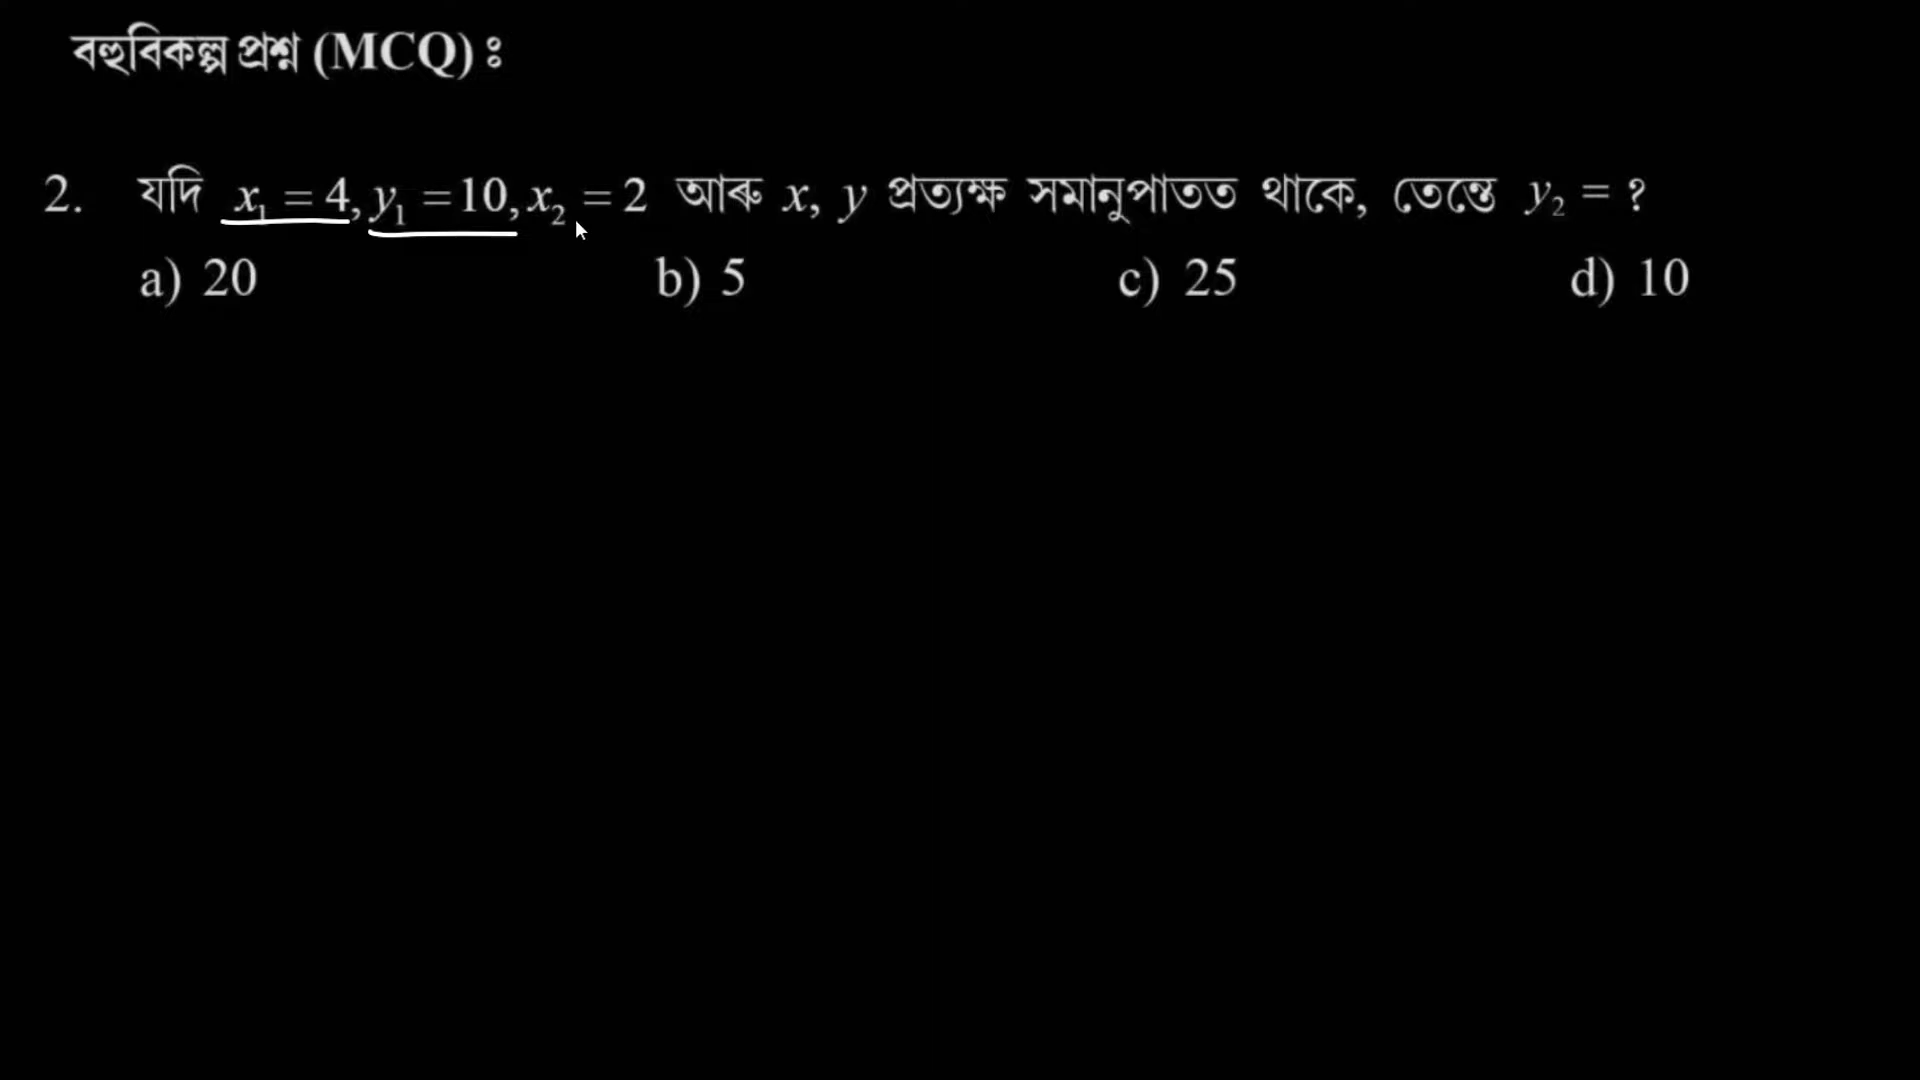 বহুবিকল্প প্ৰশ্ন (MCQ) ঃ
2. যদি x₁ = 4, y₁ = 10, x₂ = 2 আৰু x, y প্ৰত্যক্ষ সমানুপাতত থাকে, তেন্তে y₂ = ?
a) 20 b) 5 c) 25 d) 10